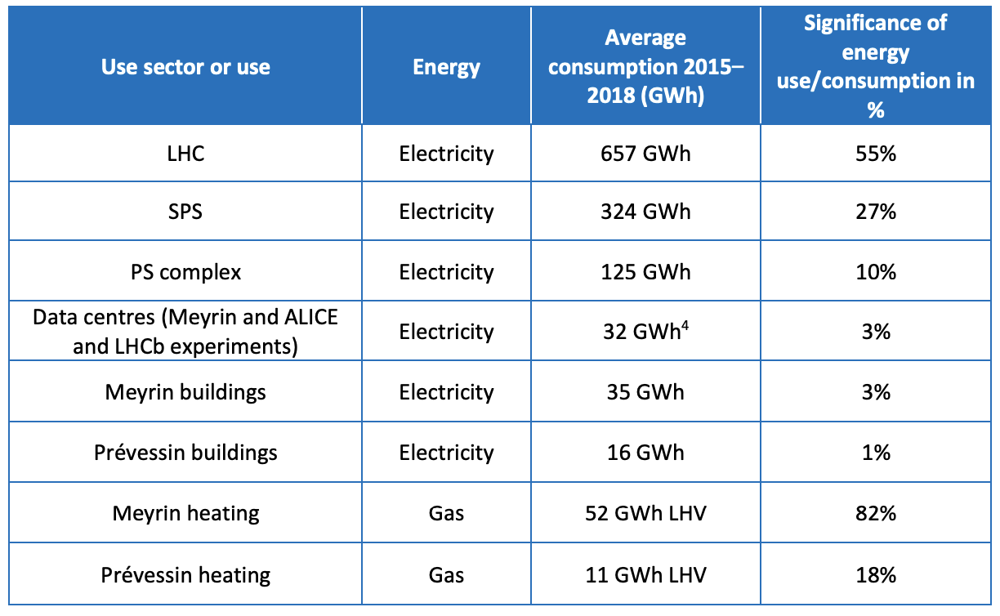 Use sector or use
Energy
Average
consumption 2015–
2018 (GWh)
Significance of
energy
use/consumption in
%
LHC
Electricity
657 GWh
55%
SPS
Electricity
324 GWh
27%
PS complex
Electricity
125 GWh
10%
Data centres (Meyrin and ALICE
and LHCb experiments)
Electricity
32 GWh⁴
3%
Meyrin buildings
Electricity
35 GWh
3%
Prévessin buildings
Electricity
16 GWh
1%
Meyrin heating
Gas
52 GWh LHV
82%
Prévessin heating
Gas
11 GWh LHV
18%